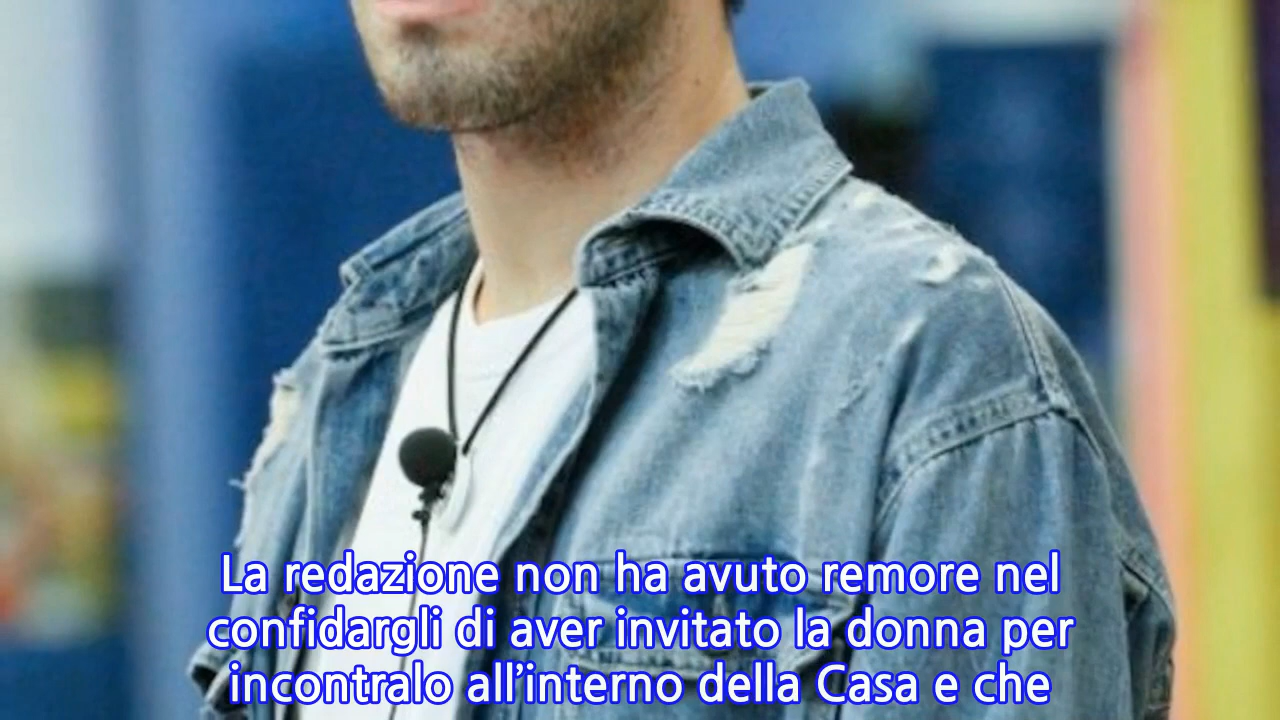 La redazione non ha avuto remore nel
confidargli di aver invitato la donna per
incontralo all’interno della Casa e che